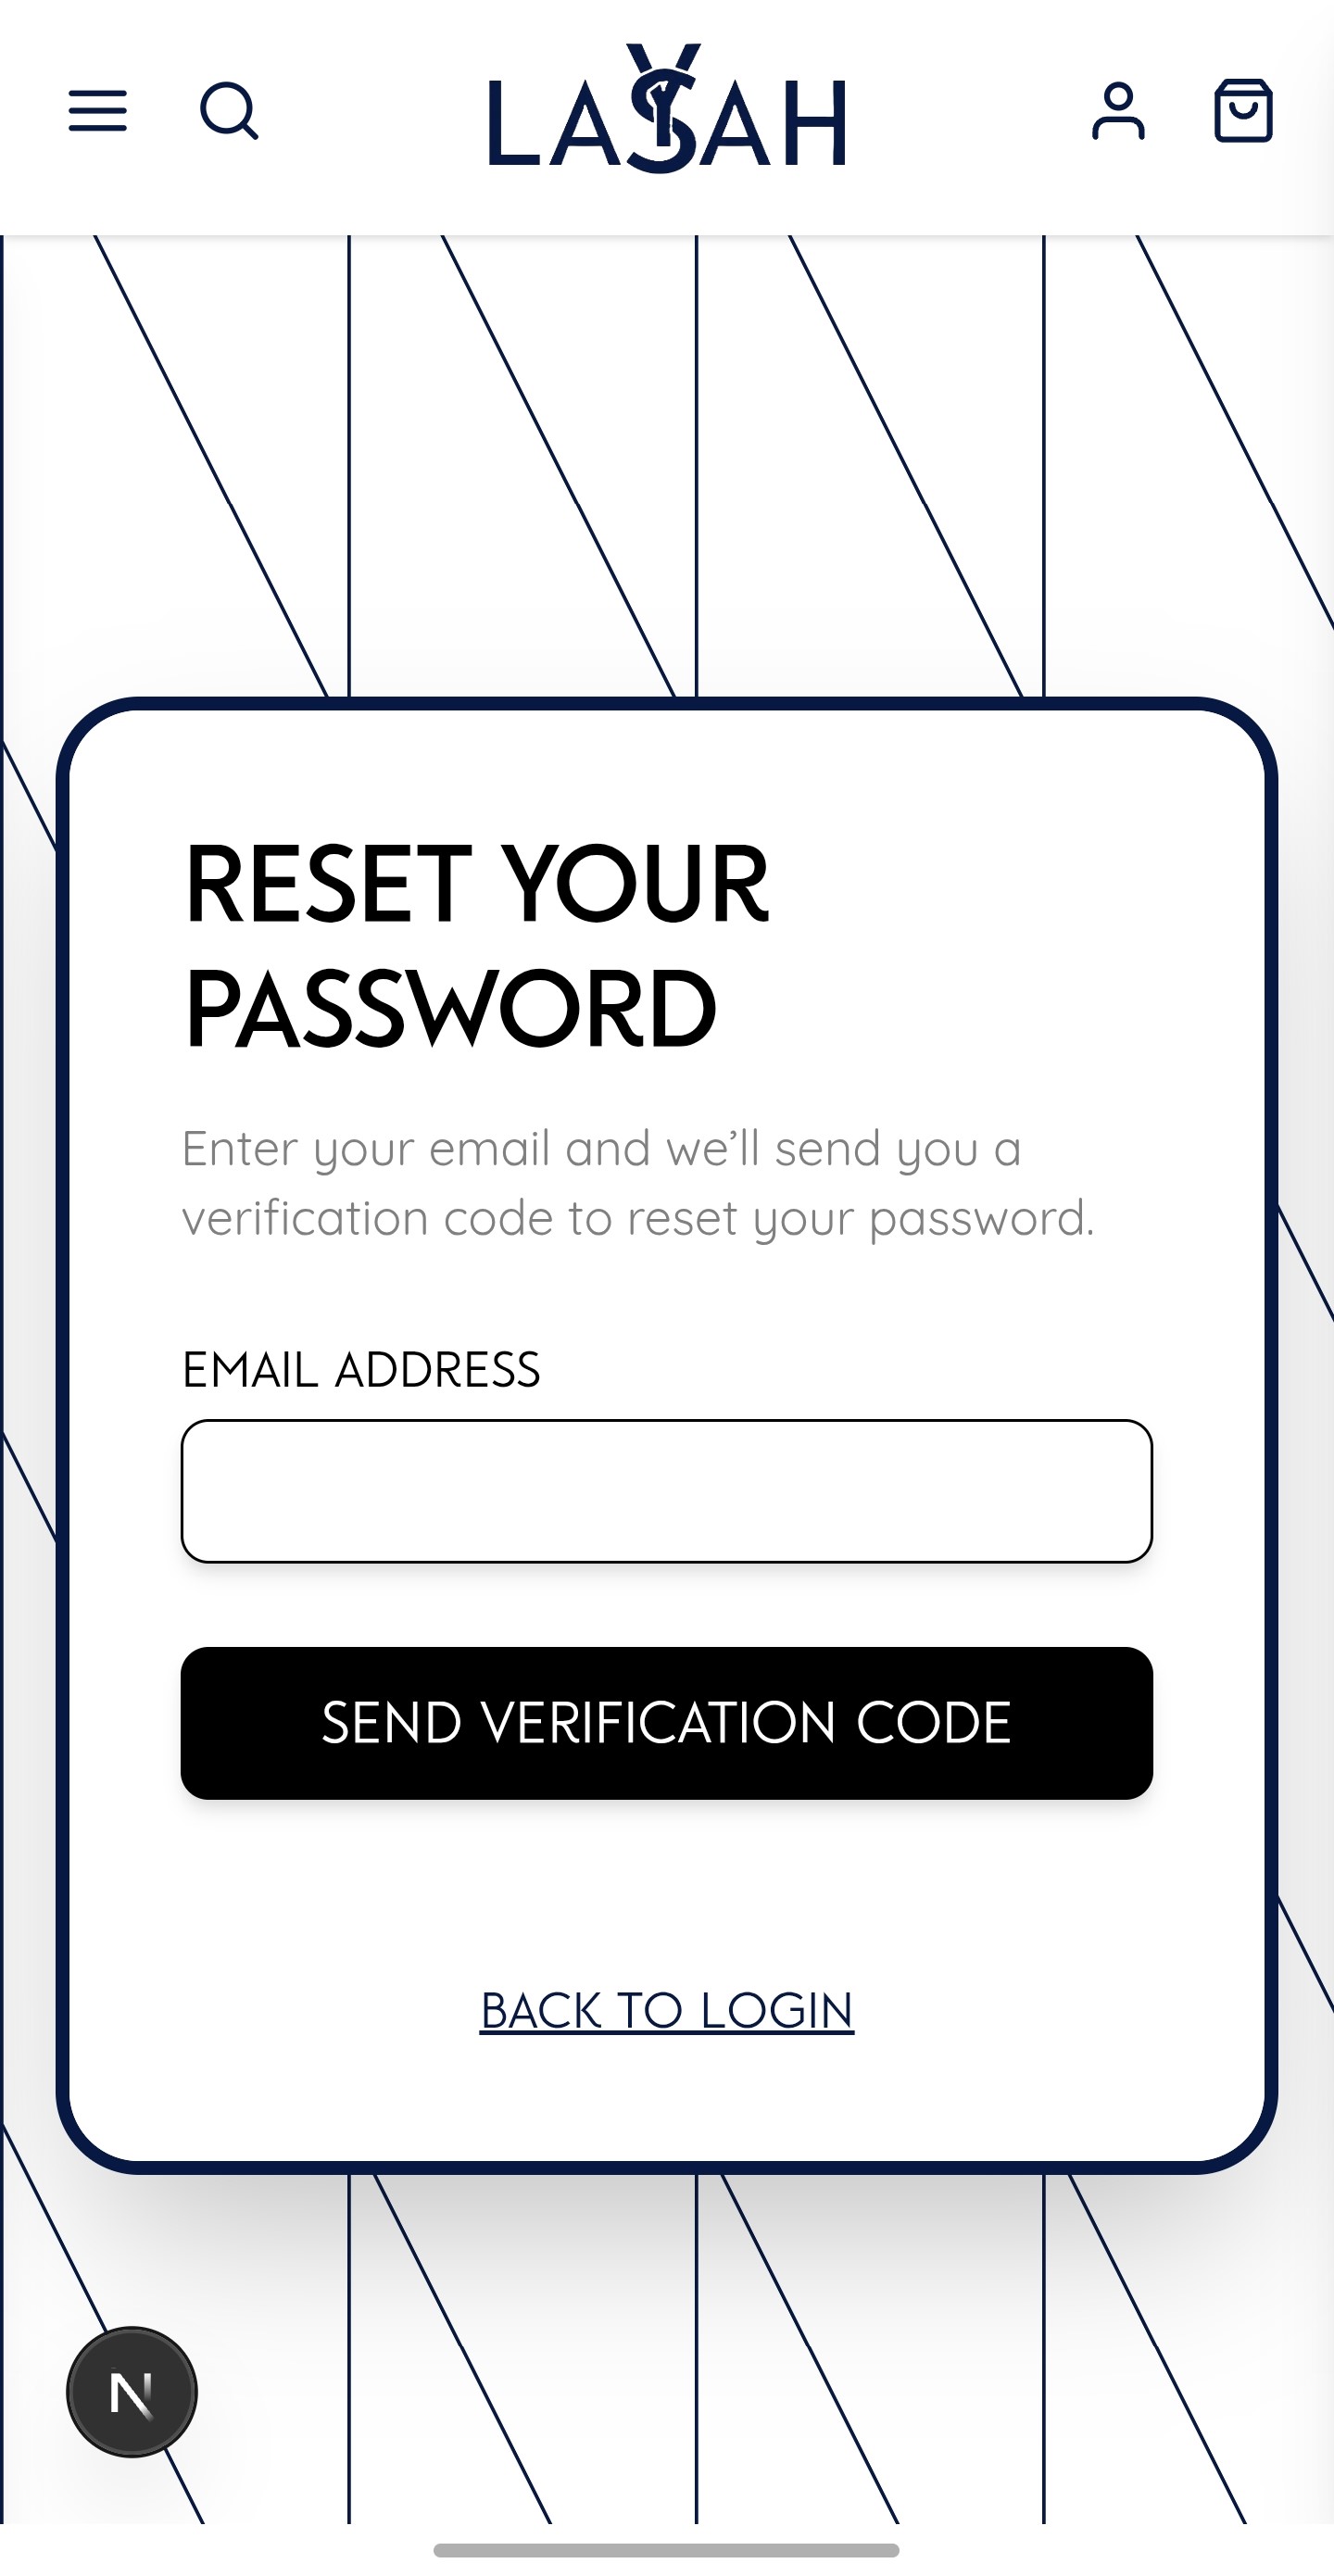 LAYSAH
RESET YOUR
PASSWORD
Enter your email and we’ll send you a
verification code to reset your password.
EMAIL ADDRESS
SEND VERIFICATION CODE
BACK TO LOGIN
N